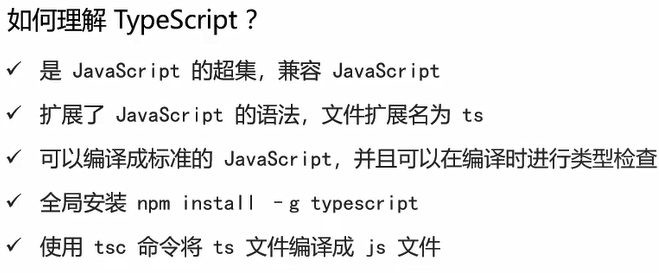 如何理解 TypeScript？
✓ 是 JavaScript 的超集，兼容 JavaScript
✓ 扩展了 JavaScript 的语法，文件扩展名为 ts
✓ 可以编译成标准的 JavaScript，并且可以在编译时进行类型检查
✓ 全局安装 npm install –g typescript
✓ 使用 tsc 命令将 ts 文件编译成 js 文件